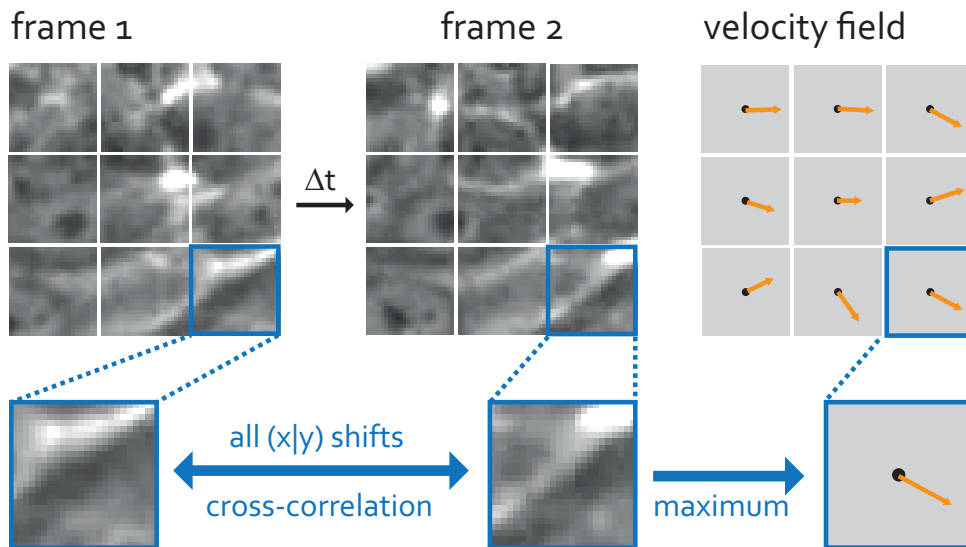 frame 1
frame 2
velocity field
Δt
all (x|y) shifts
cross-correlation
maximum